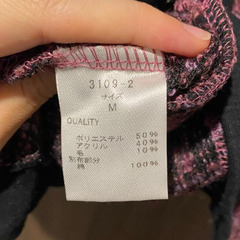 3109-2
サイズ
M
QUALITY
ポリエステル 50%
アクリル 40%
毛 10%
別布部分
綿 100%